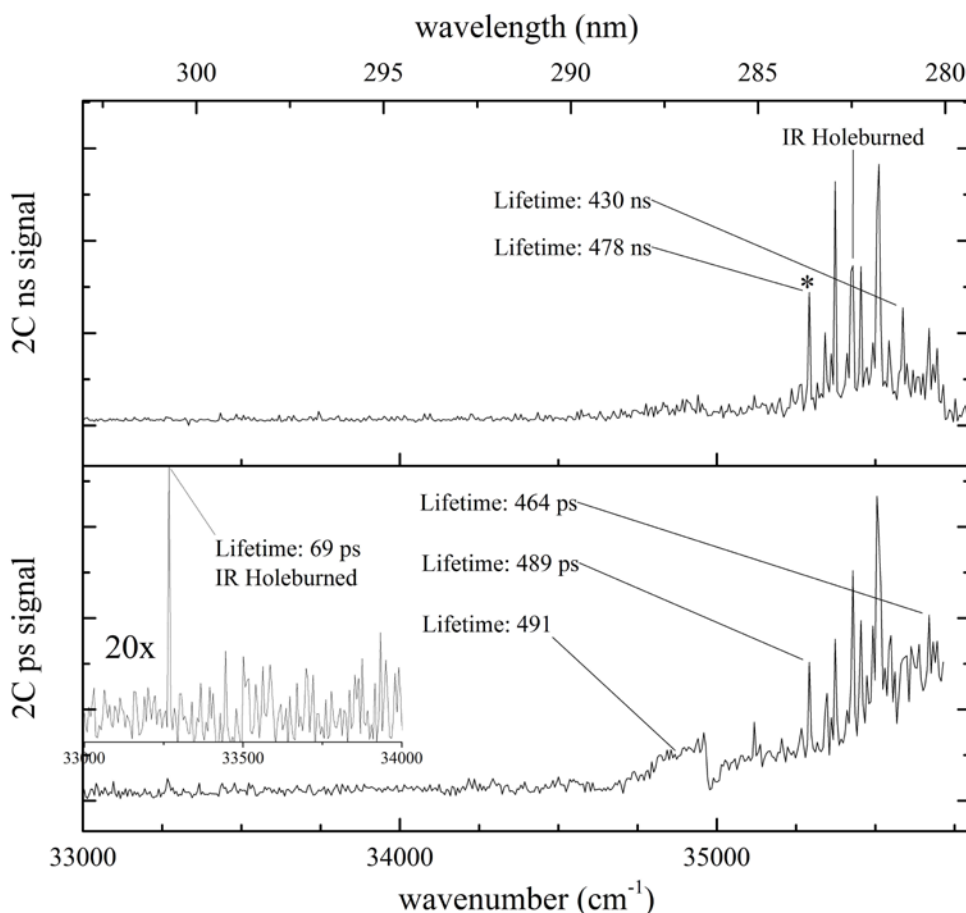 wavelength (nm)
300
295
290
285
280
2C ns signal
IR Holeburned
Lifetime: 430 ns
Lifetime: 478 ns
*
2C ps signal
Lifetime: 69 ps
IR Holeburned
20x
33000
33500
34000
Lifetime: 464 ps
Lifetime: 489 ps
Lifetime: 491
33000
34000
35000
wavenumber (cm⁻¹)